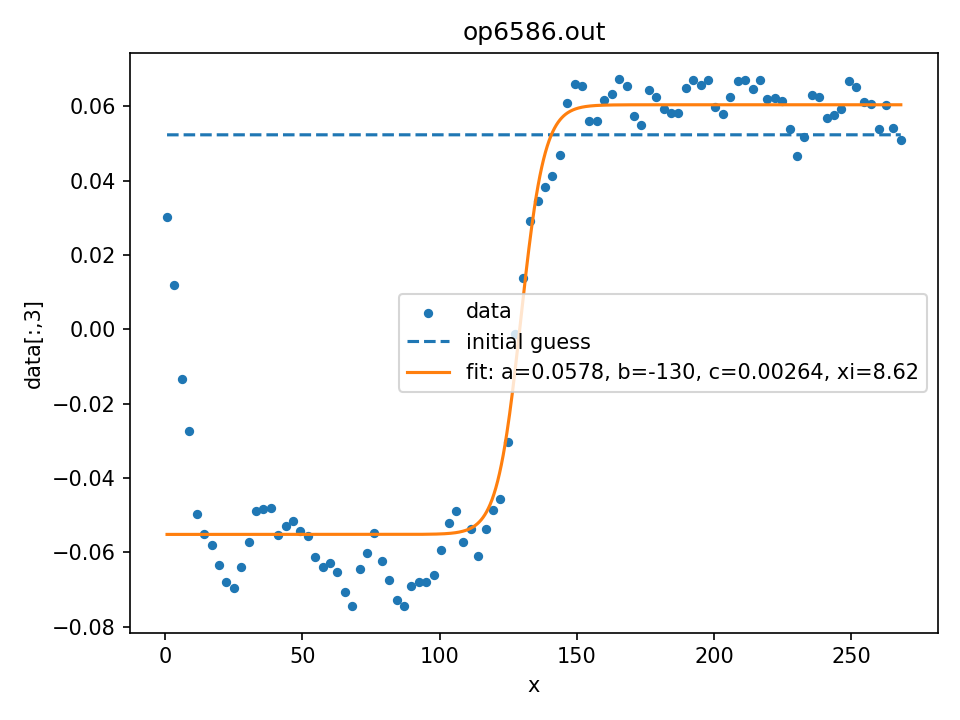 op6586.out
0.06
0.04
0.02
0.00
−0.02
−0.04
−0.06
−0.08
data[:,3]
data
initial guess
fit: a=0.0578, b=-130, c=0.00264, xi=8.62
0 50 100 150 200 250
x